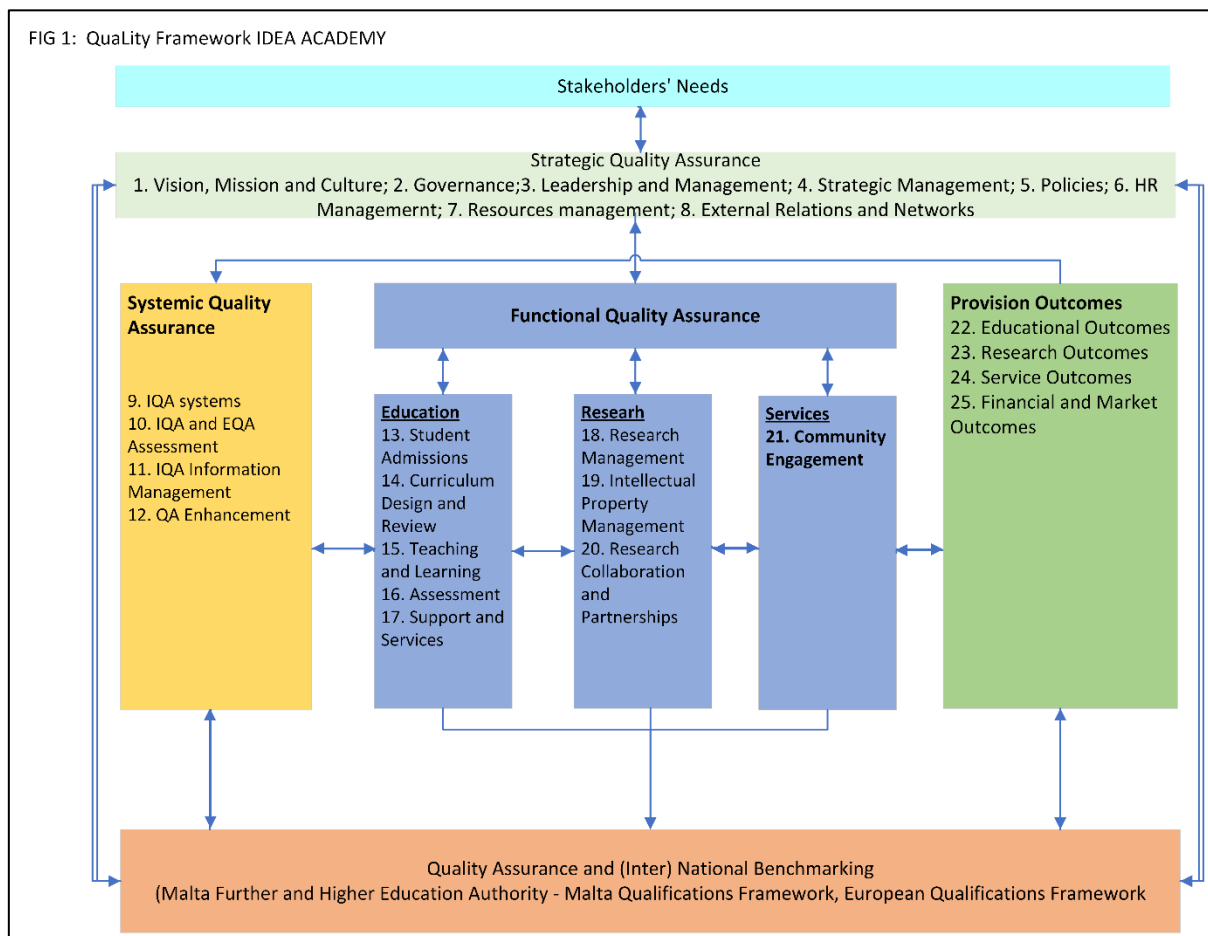 FIG 1: QuaLity Framework IDEA ACADEMY
Stakeholders' Needs
Strategic Quality Assurance
1. Vision, Mission and Culture; 2. Governance;3. Leadership and Management; 4. Strategic Management; 5. Policies; 6. HR
Managemernt; 7. Resources management; 8. External Relations and Networks
Systemic Quality
Assurance
9. IQA systems
10. IQA and EQA
Assessment
11. IQA Information
Management
12. QA Enhancement
Functional Quality Assurance
Education
13. Student
Admissions
14. Curriculum
Design and
Review
15. Teaching
and Learning
16. Assessment
17. Support and
Services
Researh
18. Research
Management
19. Intellectual
Property
Management
20. Research
Collaboration
and
Partnerships
Services
21. Community
Engagement
Provision Outcomes
22. Educational Outcomes
23. Research Outcomes
24. Service Outcomes
25. Financial and Market
Outcomes
Quality Assurance and (Inter) National Benchmarking
(Malta Further and Higher Education Authority - Malta Qualifications Framework, European Qualifications Framework